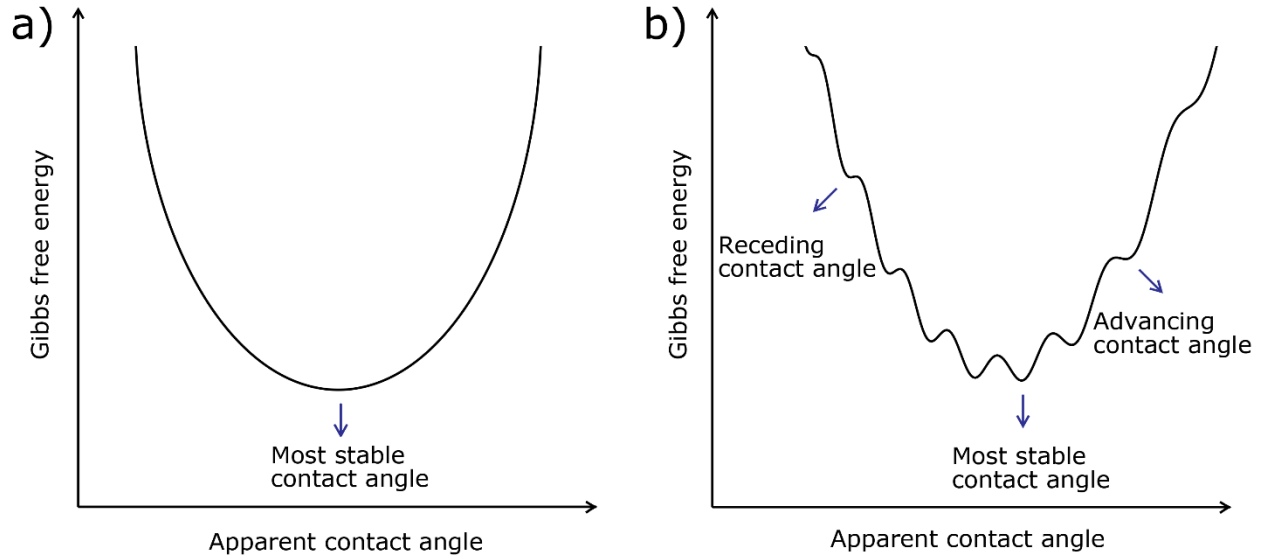 a)
Gibbs free energy
Most stable
contact angle
Apparent contact angle
b)
Gibbs free energy
Receding
contact angle
Advancing
contact angle
Most stable
contact angle
Apparent contact angle